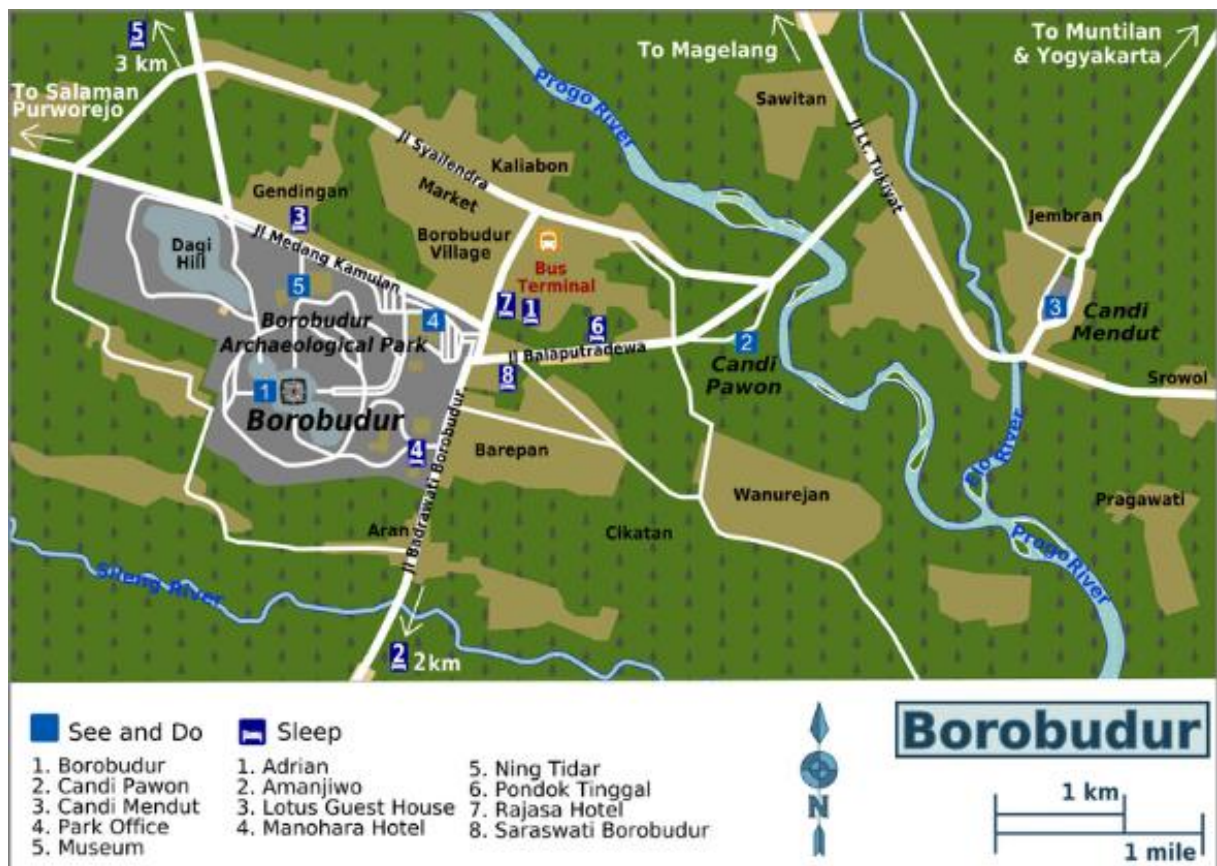 5
3 km
To Salaman
Purworejo
To Magelang
To Muntilan
& Yogyakarta
Progo River
Sawitan
Jl Lt. Tukiyat
Jl Syailendra
Kaliabon
Market
Gendingan
3
Jl Medang Kamulan
Borobudur
Village
Bus
Terminal
Jembran
Dagi
Hill
5
Borobudur
Archaeological Park
4
7
1
6
3
Candi
Mendut
2
Candi
Pawon
Jl Balaputradewa
8
Srowol
1
Borobudur
4
Barepan
Jl Badrawati Borobudur
Wanurejan
Elo River
Pragawati
Aran
Cikatan
Progo River
Sileng River
2
2km
See and Do
1. Borobudur
2. Candi Pawon
3. Candi Mendut
4. Park Office
5. Museum
Sleep
1. Adrian
2. Amanjiwo
3. Lotus Guest House
4. Manohara Hotel
5. Ning Tidar
6. Pondok Tinggal
7. Rajasa Hotel
8. Saraswati Borobudur
N
Borobudur
1 km
1 mile